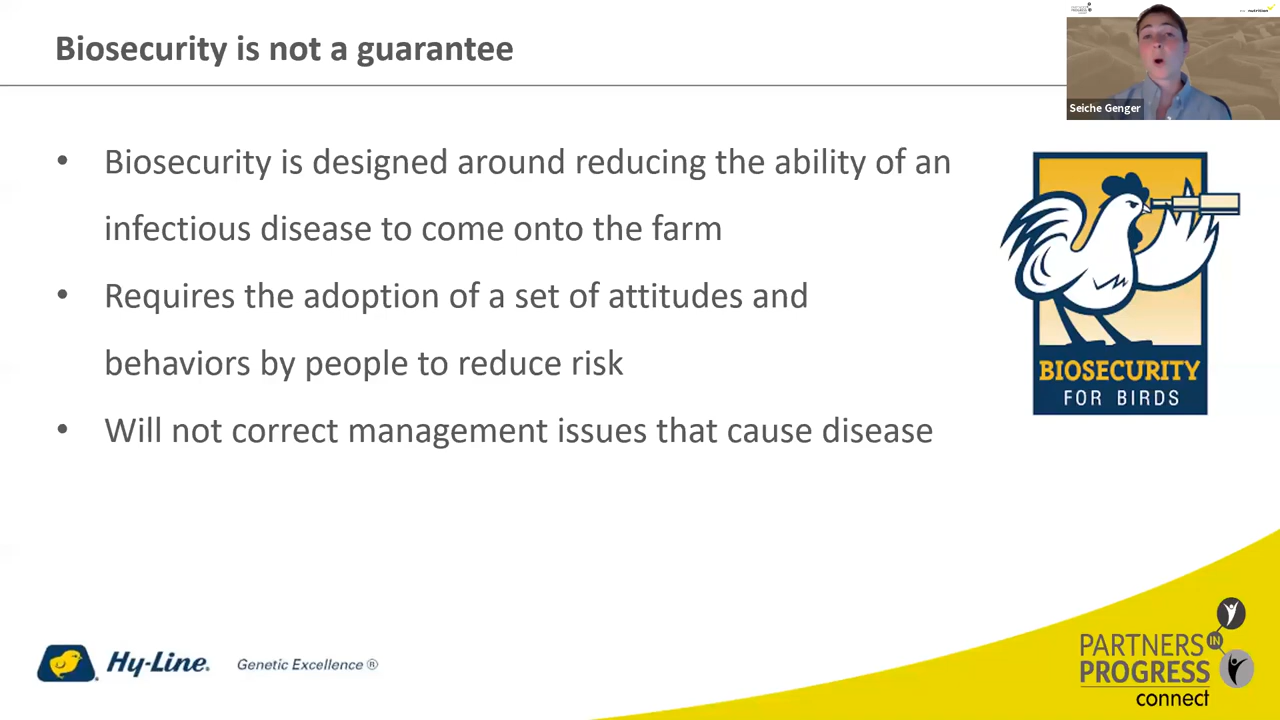 Biosecurity is not a guarantee
Seiche Genger
• Biosecurity is designed around reducing the ability of an
infectious disease to come onto the farm
• Requires the adoption of a set of attitudes and
behaviors by people to reduce risk
• Will not correct management issues that cause disease
BIOSECURITY
FOR BIRDS
Hy-Line®
Genetic Excellence ®
PARTNERS IN
PROGRESS
connect